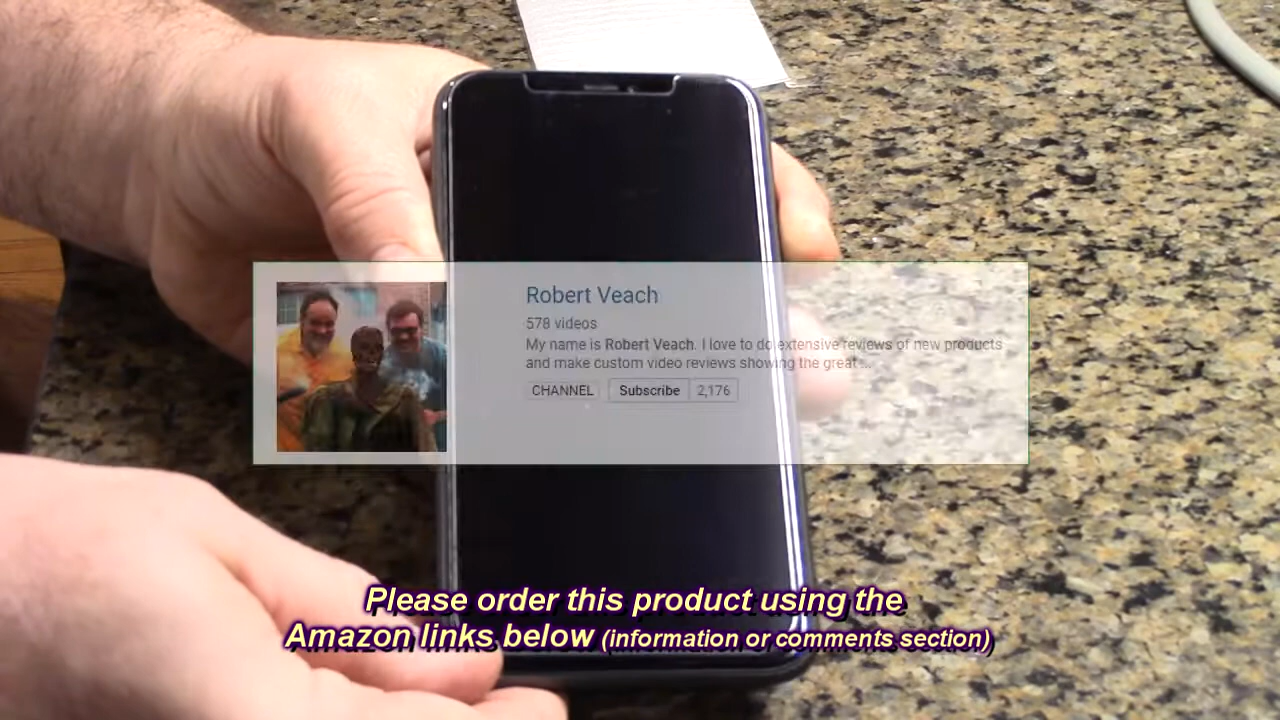 Robert Veach
578 videos
My name is Robert Veach. I love to do extensive reviews of new products
and make custom video reviews showing the great ...
CHANNEL Subscribe 2,176
Please order this product using the
Amazon links below (information or comments section)